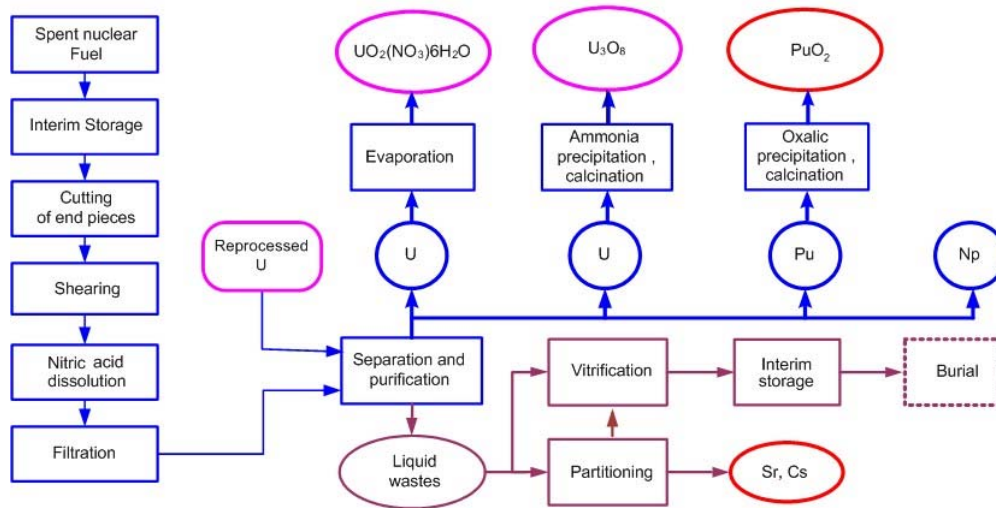 Spent nuclear
Fuel
Interim Storage
Cutting
of end pieces
Shearing
Nitric acid
dissolution
Filtration
Reprocessed
U
UO₂(NO₃)6H₂O
U₃O₈
PuO₂
Evaporation
Ammonia
precipitation ,
calcination
Oxalic
precipitation ,
calcination
U
U
Pu
Np
Separation and
purification
Vitrification
Interim
storage
Burial
Liquid
wastes
Partitioning
Sr, Cs